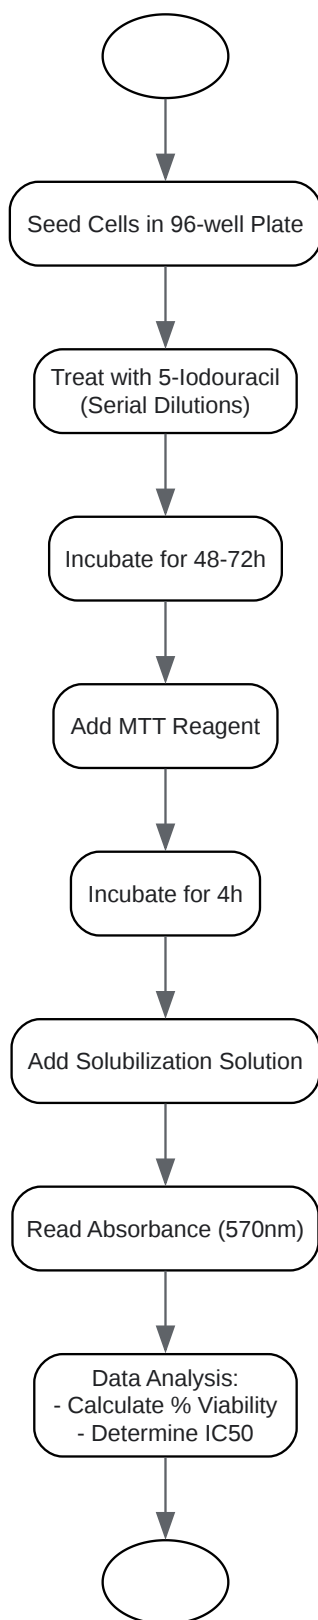 Seed Cells in 96-well Plate
Treat with 5-Iodouracil
(Serial Dilutions)
Incubate for 48-72h
Add MTT Reagent
Incubate for 4h
Add Solubilization Solution
Read Absorbance (570nm)
Data Analysis:
- Calculate % Viability
- Determine IC50